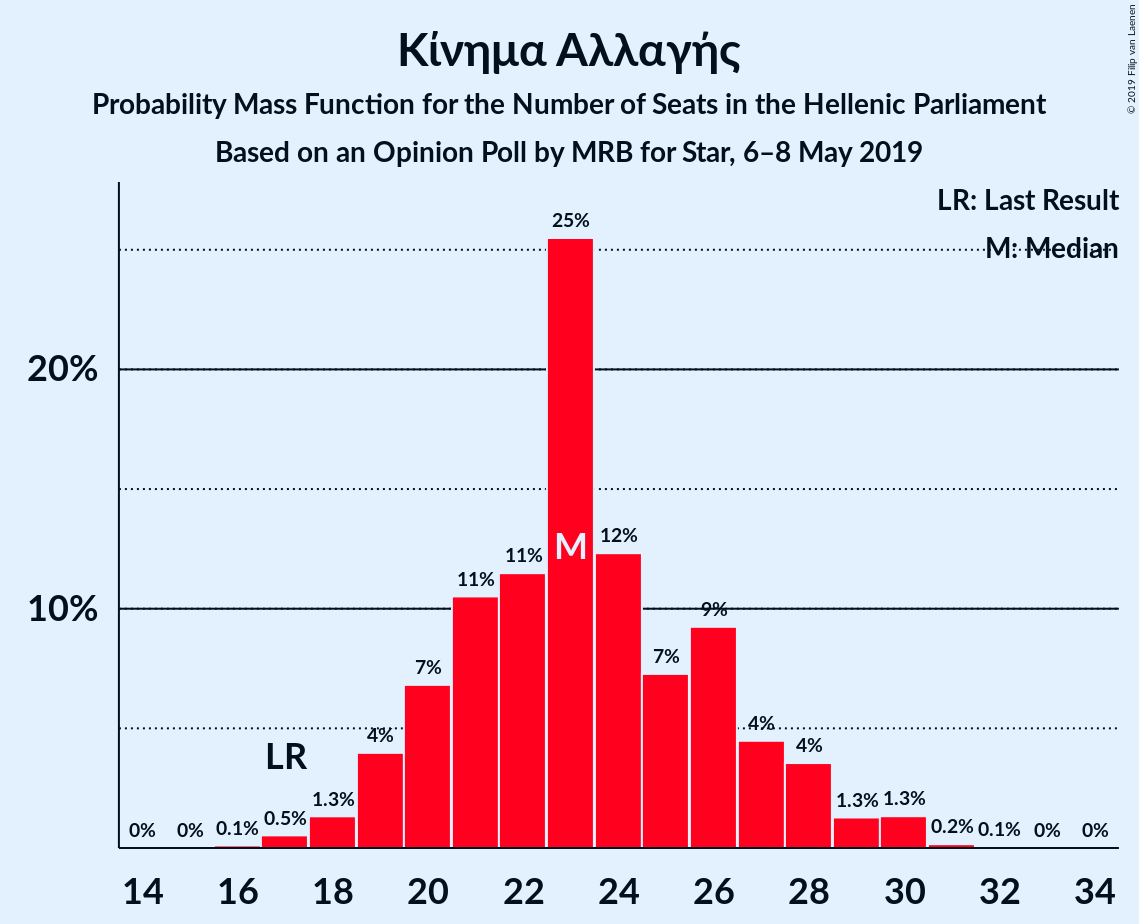 Κίνημα Αλλαγής
Probability Mass Function for the Number of Seats in the Hellenic Parliament
Based on an Opinion Poll by MRB for Star, 6–8 May 2019
© 2019 Filip van Laenen
LR: Last Result
M: Median
20%
10%
0%
0%
0.1%
0.5%
1.3%
4%
7%
11%
11%
25%
12%
7%
9%
4%
4%
1.3%
1.3%
0.2%
0.1%
0%
0%
LR
M
14 16 18 20 22 24 26 28 30 32 34